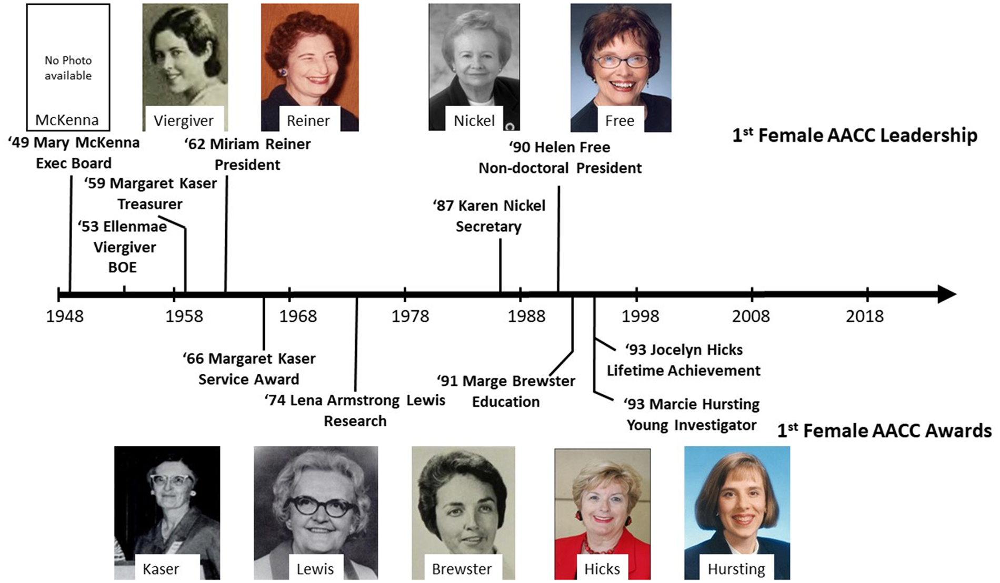 No Photo
available
McKenna
Viergiver
Reiner
Nickel
Free
1st Female AACC Leadership
‘49 Mary McKenna
Exec Board
‘62 Miriam Reiner
President
‘90 Helen Free
Non-doctoral President
‘59 Margaret Kaser
Treasurer
‘87 Karen Nickel
Secretary
‘53 Ellenmae
Viergiver
BOE
1948
1958
1968
1978
1988
1998
2008
2018
‘66 Margaret Kaser
Service Award
‘74 Lena Armstrong Lewis
Research
‘91 Marge Brewster
Education
‘93 Jocelyn Hicks
Lifetime Achievement
‘93 Marcie Hursting
Young Investigator
1st Female AACC Awards
Kaser
Lewis
Brewster
Hicks
Hursting